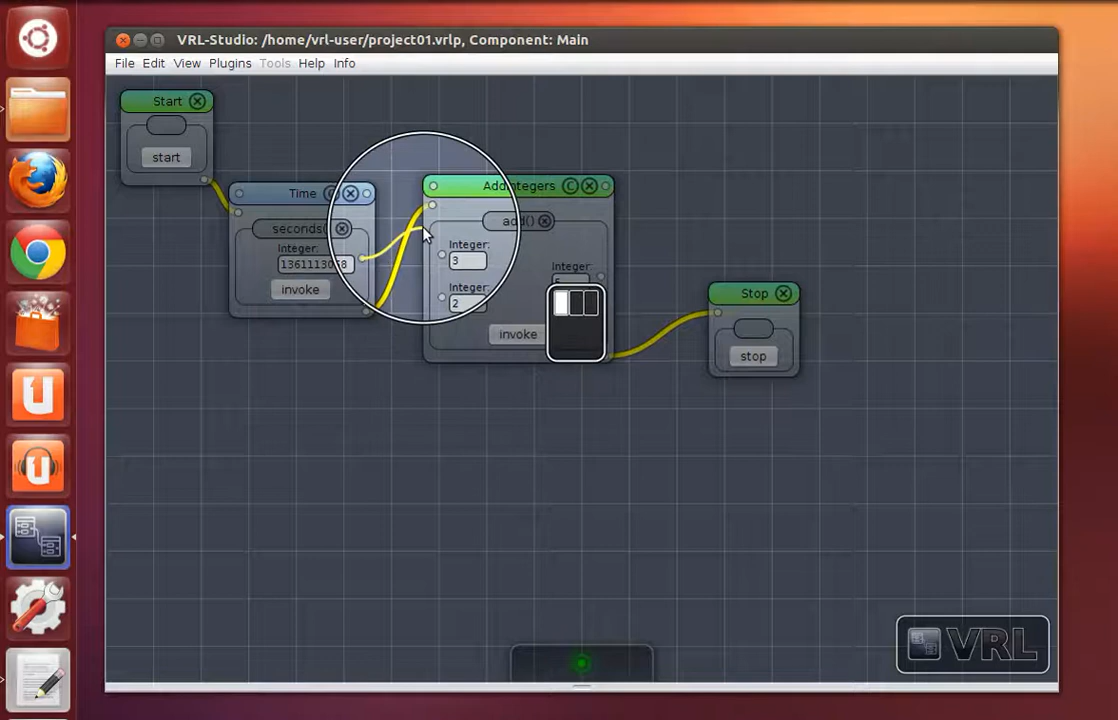 VRL-Studio: /home/vrl-user/project01.vrlp, Component: Main
File Edit View Plugins Tools Help Info
Start
start
Time
seconds()
Integer:
invoke
add()
Integer:
3
Integer:
2
Integer:
invoke
Stop
stop
VRL